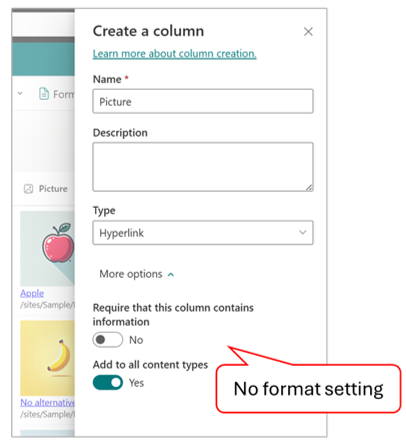 Create a column
Learn more about column creation.
Name *
Picture
Description
Type
Hyperlink
More options
Require that this column contains
information
No
Add to all content types
Yes
No format setting
Form
Picture
Apple
/sites/Sample/
No alternative
/sites/Sample/